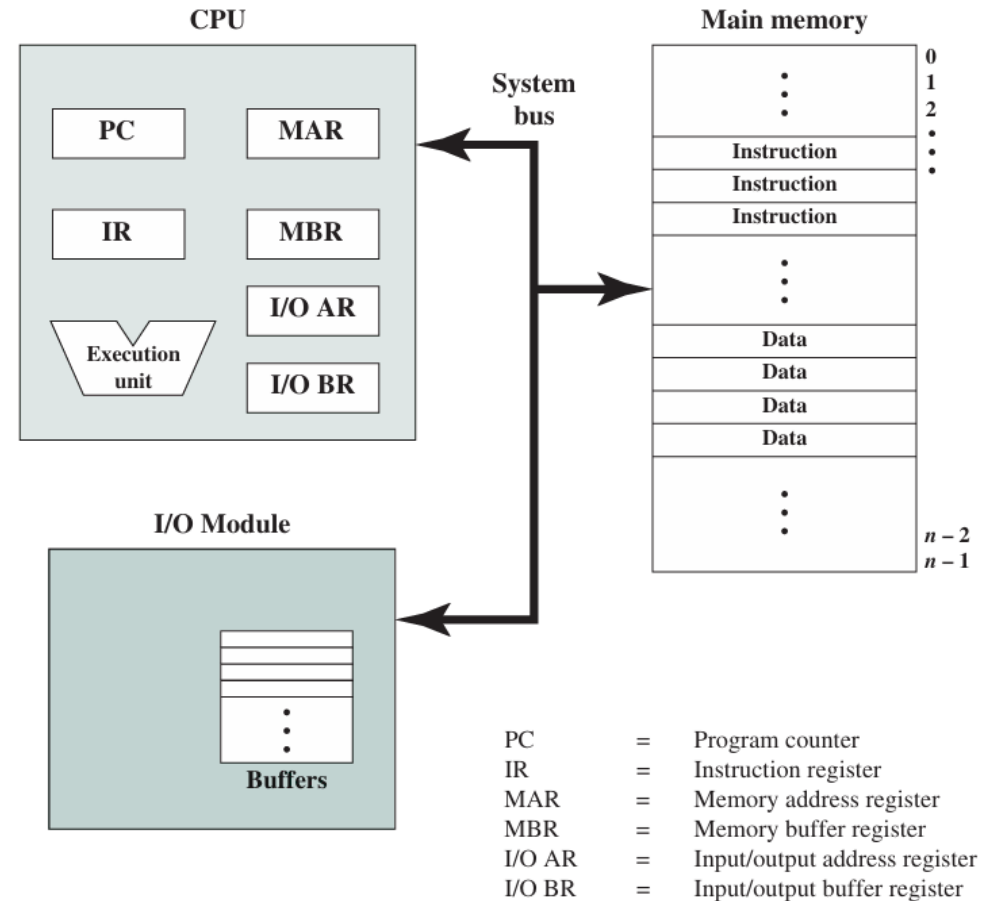 CPU
PC
MAR
IR
MBR
I/O AR
Execution
unit
I/O BR
System
bus
Main memory
0
1
2
Instruction
Instruction
Instruction
Data
Data
Data
Data
n – 2
n – 1
I/O Module
Buffers
PC = Program counter
IR = Instruction register
MAR = Memory address register
MBR = Memory buffer register
I/O AR = Input/output address register
I/O BR = Input/output buffer register